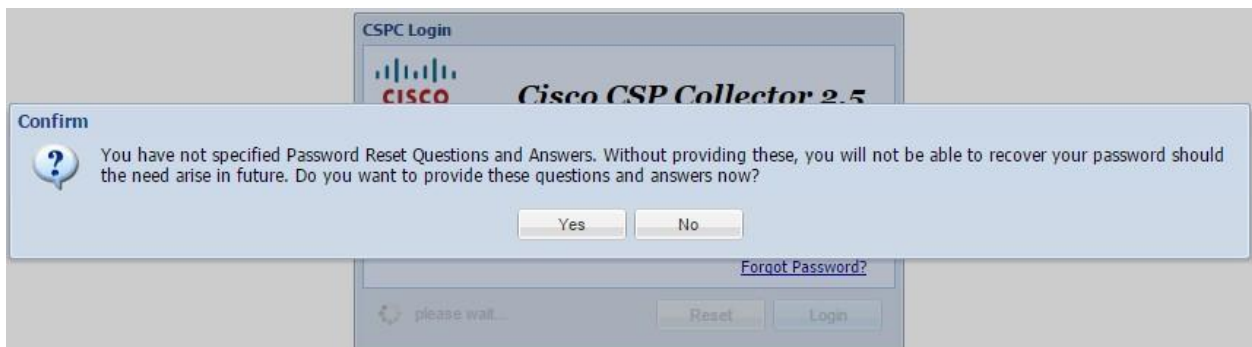 CSPC Login
CISCO
Cisco CSP Collector 2.5
Confirm
You have not specified Password Reset Questions and Answers. Without providing these, you will not be able to recover your password should
the need arise in future. Do you want to provide these questions and answers now?
Yes No
Forgot Password?
please wait... Reset Login